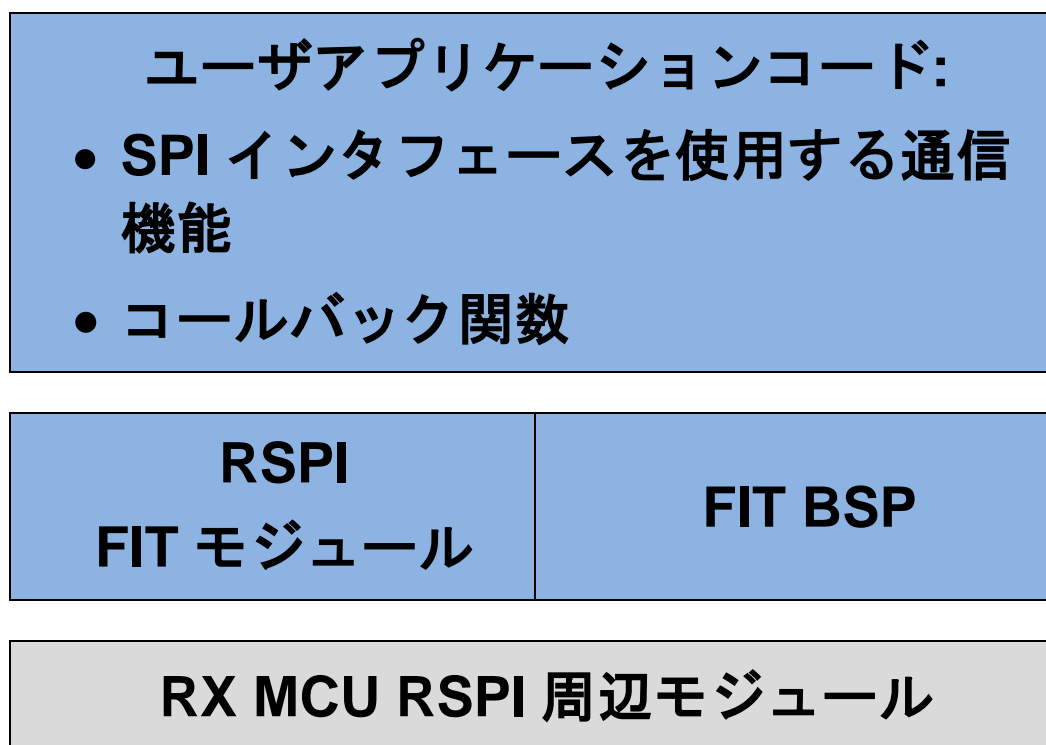 ユーザアプリケーションコード:
• SPI インタフェースを使用する通信
機能
• コールバック関数
RSPI
FIT モジュール
FIT BSP
RX MCU RSPI 周辺モジュール